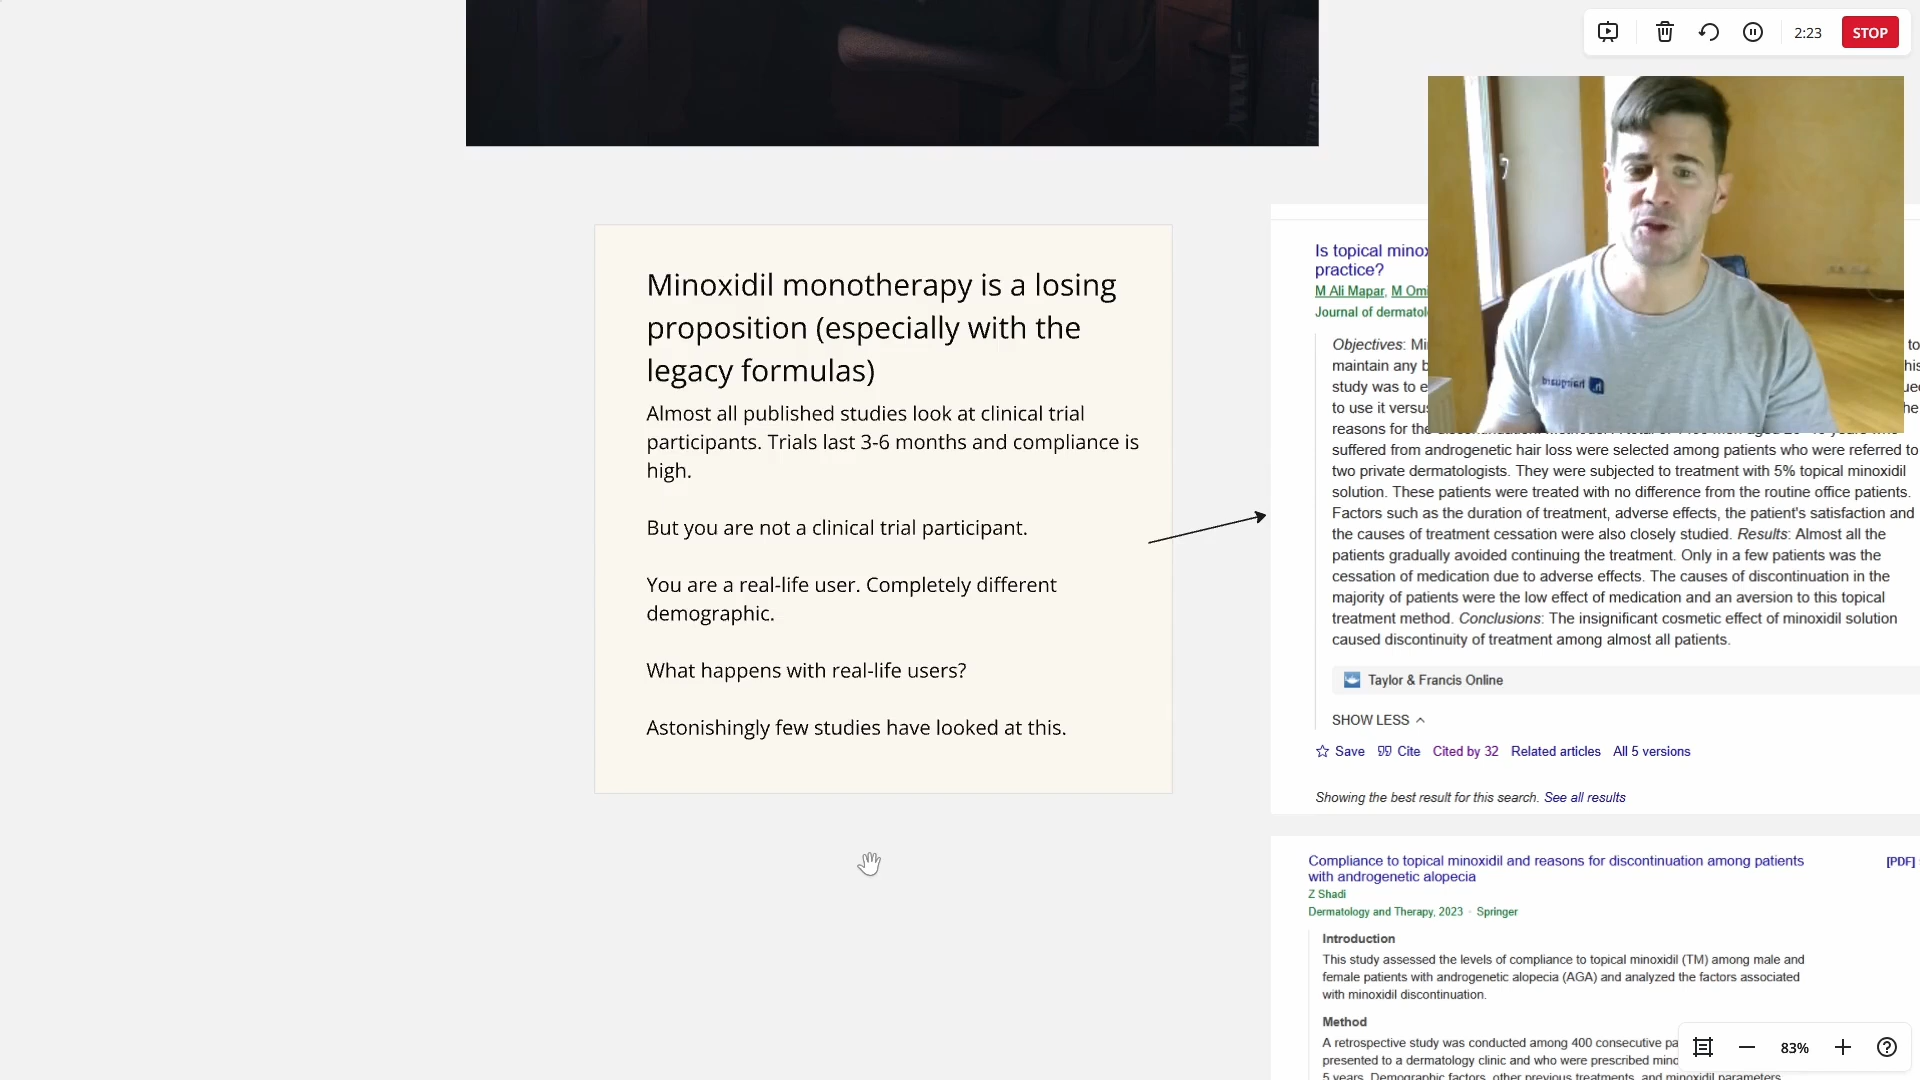 2:23
STOP
Minoxidil monotherapy is a losing
proposition (especially with the
legacy formulas)
Almost all published studies look at clinical trial
participants. Trials last 3-6 months and compliance is
high.
But you are not a clinical trial participant.
You are a real-life user. Completely different
demographic.
What happens with real-life users?
Astonishingly few studies have looked at this.
Is topical
practice?
M Ali Mapar, M
Journal of
Objectives:
maintain any
study was to
to use it versus
reasons for the
suffered from androgenetic hair loss were selected among patients who were referred to
two private dermatologists. They were subjected to treatment with 5% topical minoxidil
solution. These patients were treated with no difference from the routine office patients.
Factors such as the duration of treatment, adverse effects, the patient's satisfaction and
the causes of treatment cessation were also closely studied. Results: Almost all the
patients gradually avoided continuing the treatment. Only in a few patients was the
cessation of medication due to adverse effects. The causes of discontinuation in the
majority of patients were the low effect of medication and an aversion to this topical
treatment method. Conclusions: The insignificant cosmetic effect of minoxidil solution
caused discontinuity of treatment among almost all patients.
Taylor & Francis Online
SHOW LESS
Save Cite Cited by 32 Related articles All 5 versions
Showing the best result for this search. See all results
Compliance to topical minoxidil and reasons for discontinuation among patients
with androgenetic alopecia
[PDF]
Z Shadi
Dermatology and Therapy, 2023 · Springer
Introduction
This study assessed the levels of compliance to topical minoxidil (TM) among male and
female patients with androgenetic alopecia (AGA) and analyzed the factors associated
with minoxidil discontinuation.
Method
A retrospective study was conducted among 400 consecutive
presented to a dermatology clinic and who were prescribed
5 years. Demographic factors, other previous treatments, and minoxidil parameters
83%